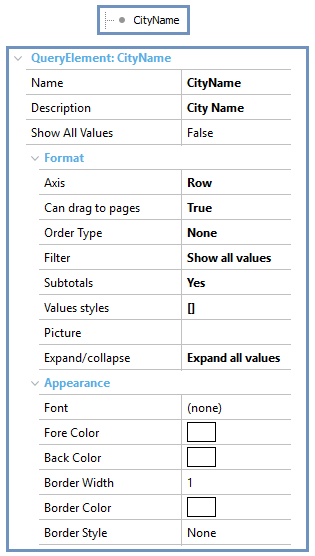 CityName
QueryElement: CityName
Name CityName
Description City Name
Show All Values False
Format
Axis Row
Can drag to pages True
Order Type None
Filter Show all values
Subtotals Yes
Values styles []
Picture
Expand/collapse Expand all values
Appearance
Font (none)
Fore Color
Back Color
Border Width 1
Border Color
Border Style None